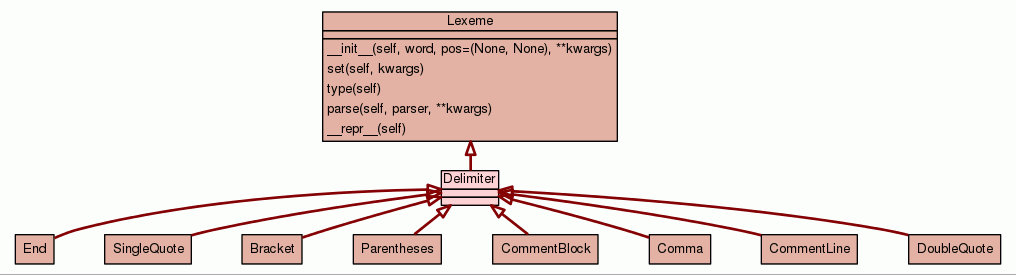 Lexeme
__init__(self, word, pos=(None, None), **kwargs)
set(self, kwargs)
type(self)
parse(self, parser, **kwargs)
__repr__(self)
Delimiter
End
SingleQuote
Bracket
Parentheses
CommentBlock
Comma
CommentLine
DoubleQuote